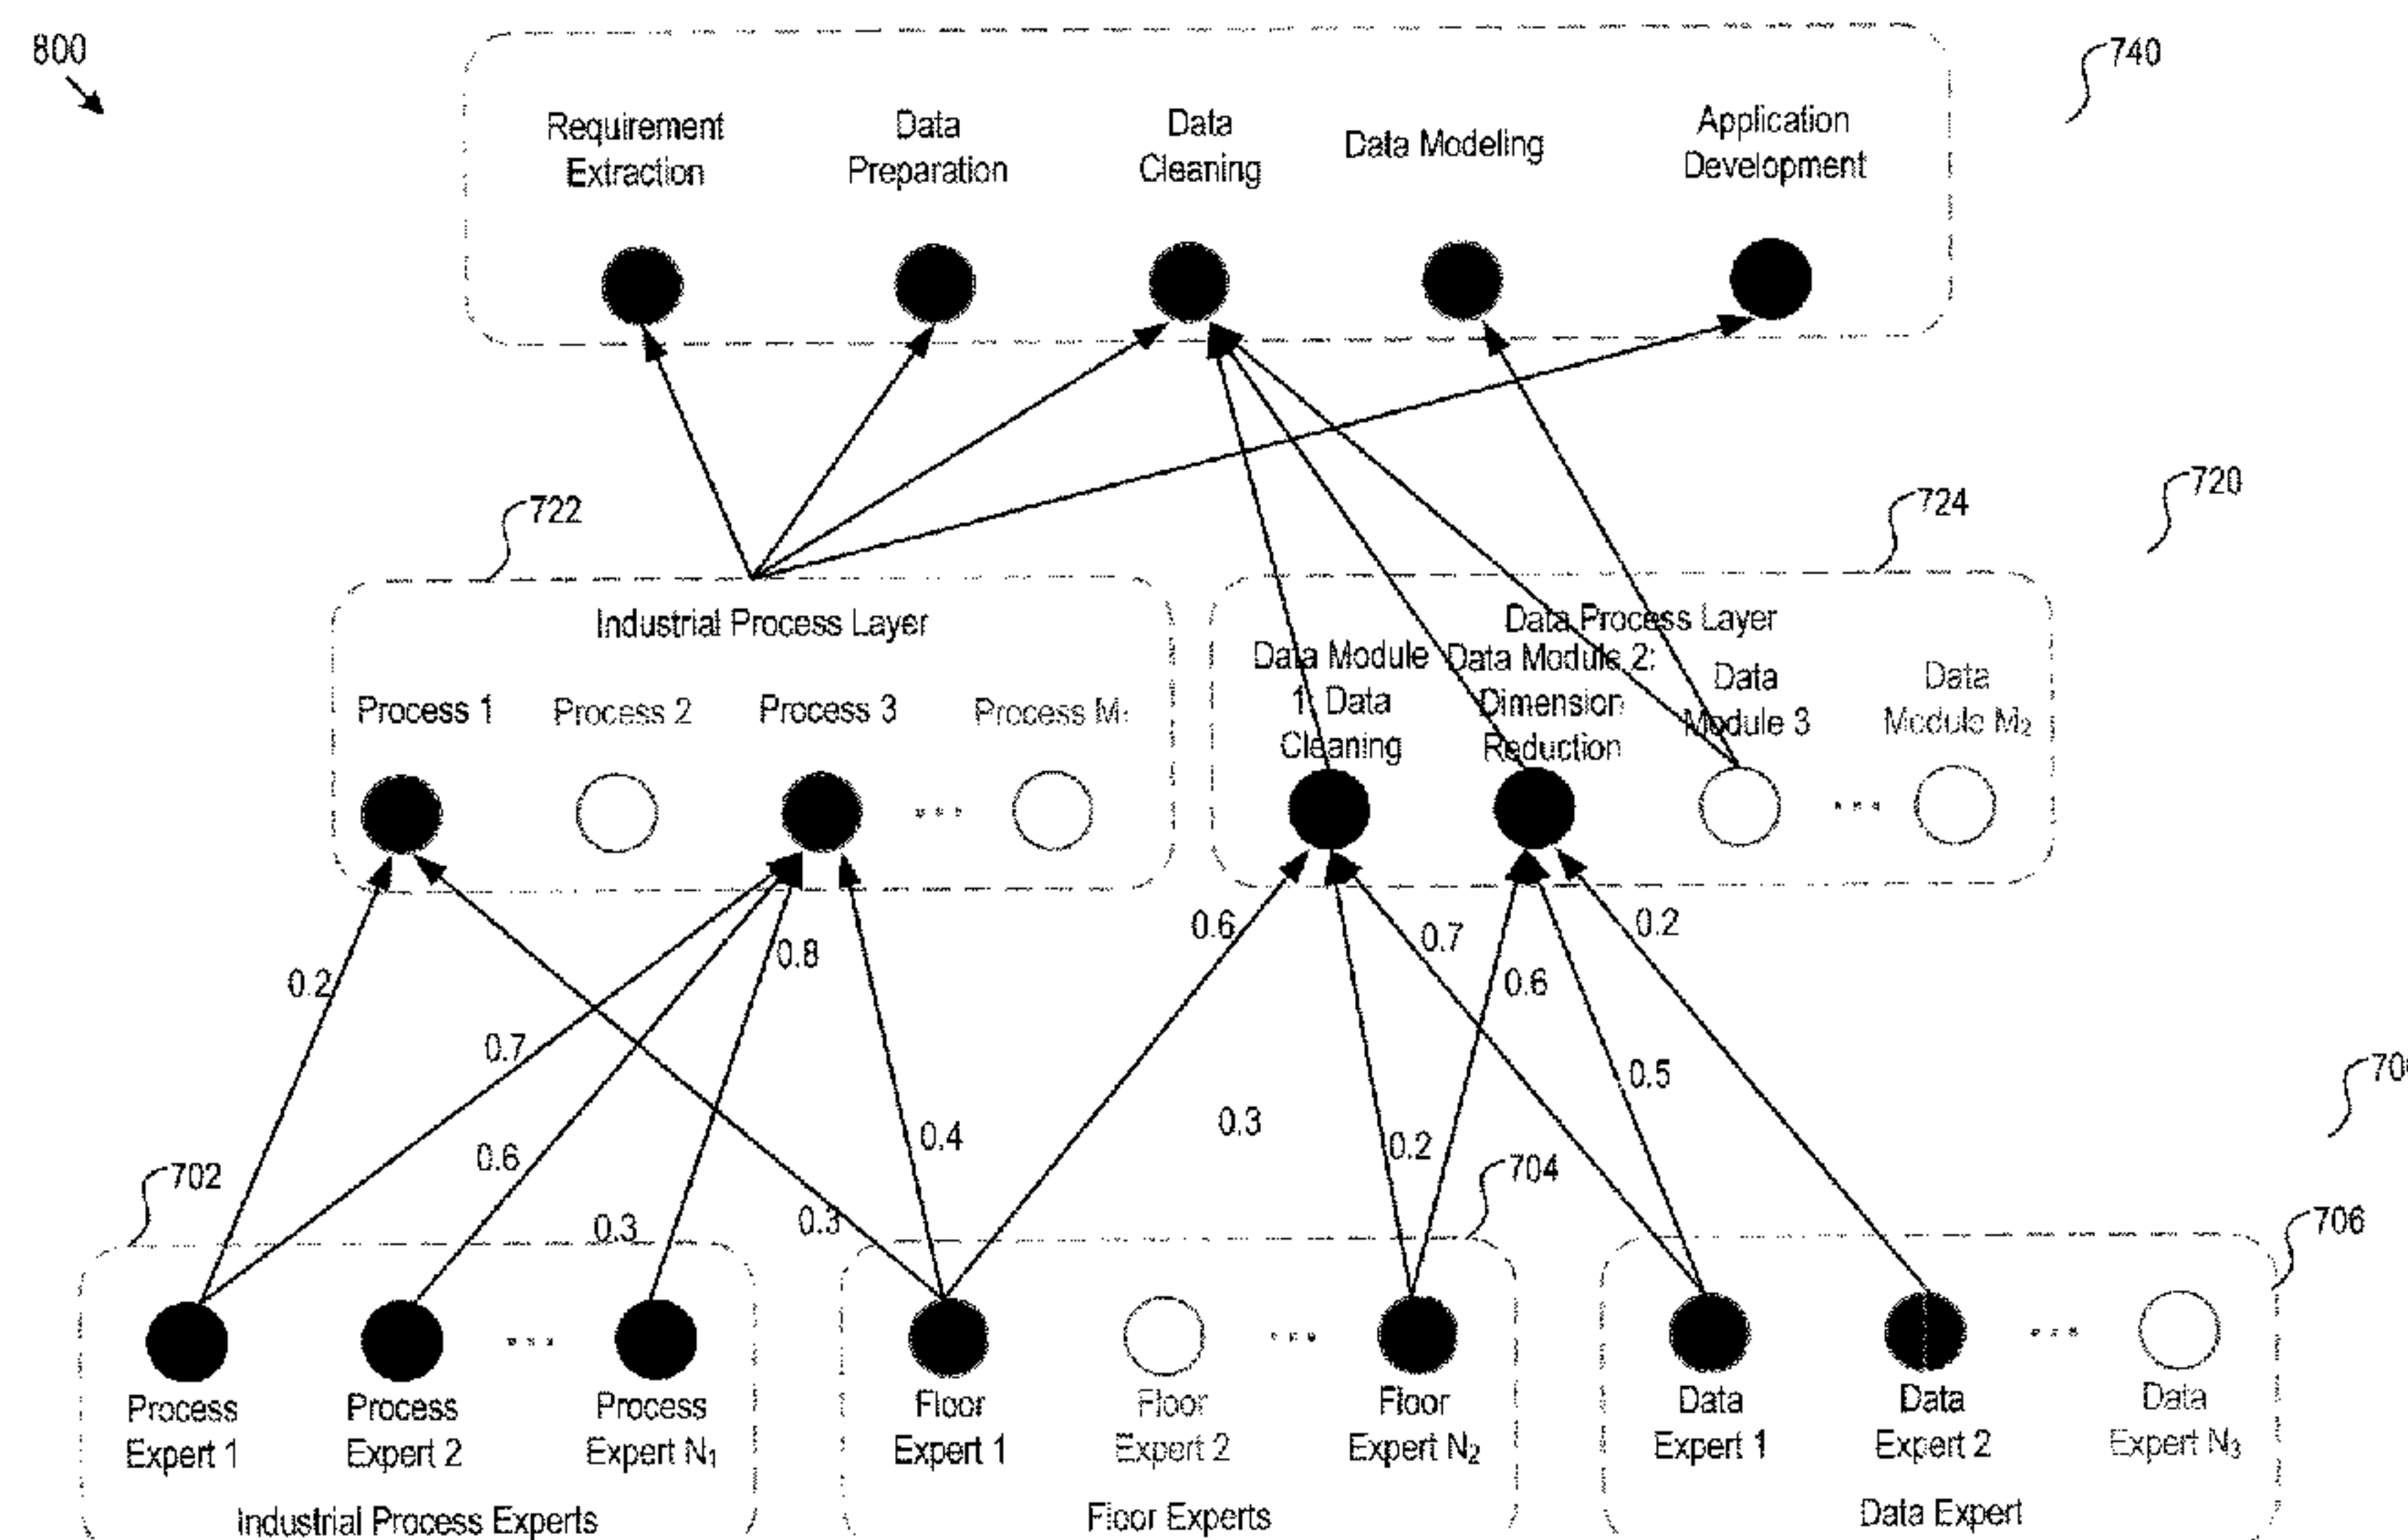 800
740
Requirement
Extraction
Data
Preparation
Data
Cleaning
Data Modeling
Application
Development
722
724
720
Industrial Process Layer
Process 1
Process 2
Process 3
...
Process M₁
Data Process Layer
Data Module
1: Data
Cleaning
Data Module 2:
Dimension
Reduction
Data
Module 3
...
Data
Module M₂
0.2
0.7
0.6
0.3
0.8
0.3
0.4
0.6
0.3
0.2
0.7
0.6
0.5
0.2
702
704
706
Process
Expert 1
Process
Expert 2
...
Process
Expert N₁
Industrial Process Experts
Floor
Expert 1
Floor
Expert 2
...
Floor
Expert N₂
Floor Experts
Data
Expert 1
Data
Expert 2
...
Data
Expert N₃
Data Expert